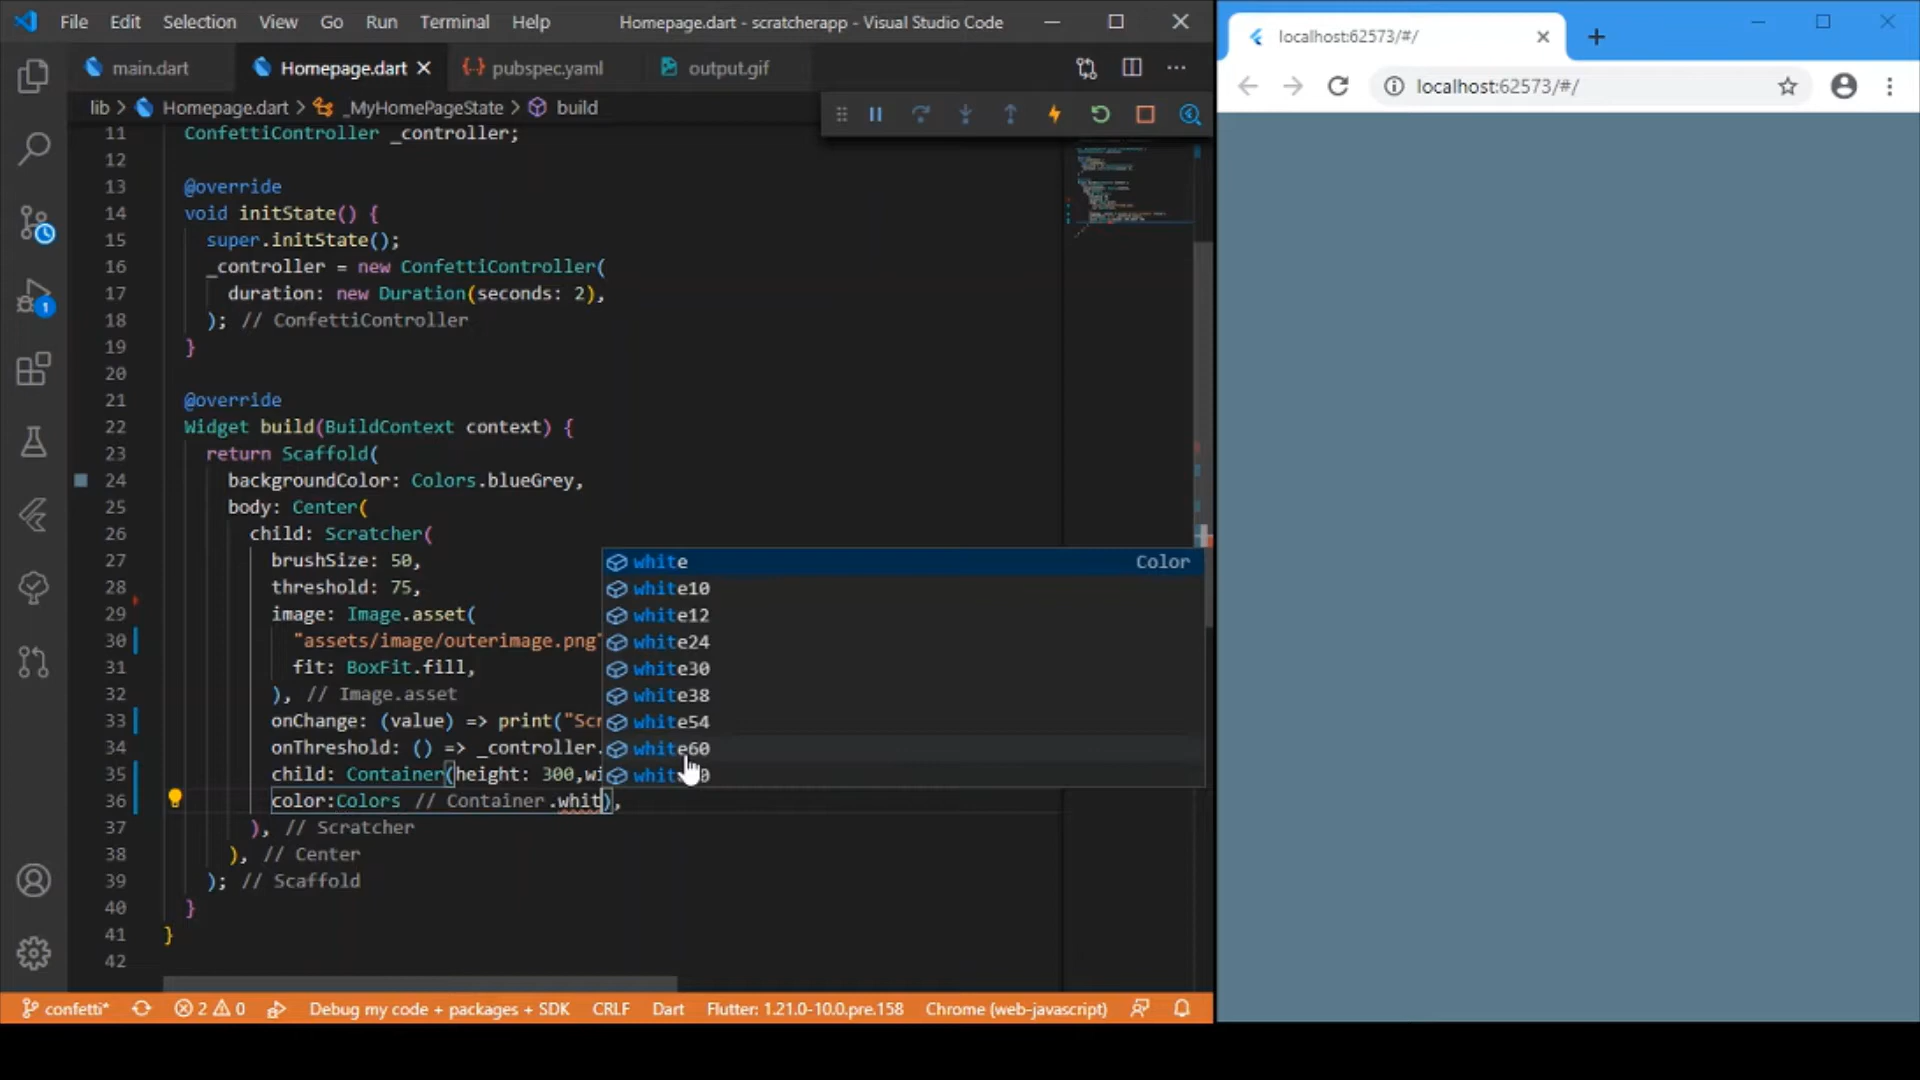 File Edit Selection View Go Run Terminal Help Homepage.dart - scratcherapp - Visual Studio Code
localhost:62573/#/
main.dart Homepage.dart pubspec.yaml output.gif
localhost:62573/#/
lib > Homepage.dart > _MyHomePageState > build
11 ConfettiController _controller;
12
13 @override
14 void initState() {
15 super.initState();
16 _controller = new ConfettiController(
17 duration: new Duration(seconds: 2),
18 ); // ConfettiController
19 }
20
21 @override
22 Widget build(BuildContext context) {
23 return Scaffold(
24 backgroundColor: Colors.blueGrey,
25 body: Center(
26 child: Scratcher(
27 brushSize: 50,
28 threshold: 75,
29 image: Image.asset(
30 "assets/image/outerimage.png"
31 fit: BoxFit.fill,
32 ), // Image.asset
33 onChange: (value) => print("Scr
34 onThreshold: () => _controller.
35 child: Container(height: 300,wi
36 color:Colors // Container.whit),
37 ), // Scratcher
38 ), // Center
39 ); // Scaffold
40 }
41 }
42
white Color
white10
white12
white24
white30
white38
white54
white60
1
confetti* 2 0 Debug my code + packages + SDK CRLF Dart Flutter: 1.21.0-10.0.pre.158 Chrome (web-javascript)